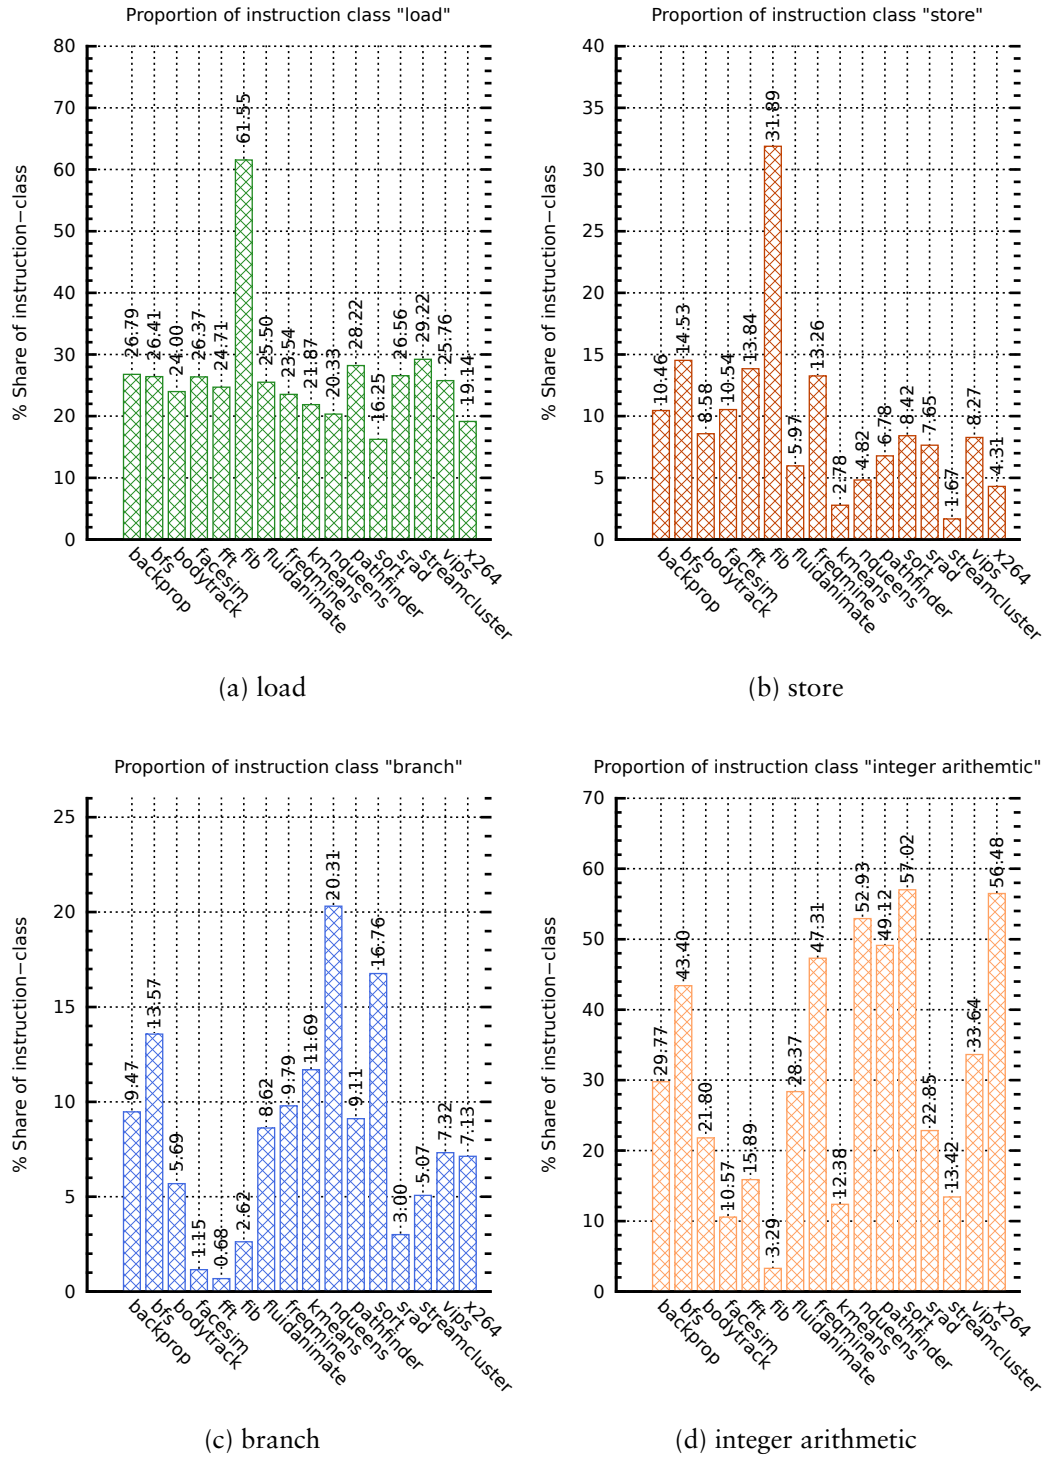 Proportion of instruction class "load"
% Share of instruction−class
80
70
60
50
40
30
20
10
0
26.79
26.41
24.00
26.37
24.71
61.55
25.50
23.54
21.87
20.33
28.22
16.25
26.56
29.22
25.76
19.14
backprop
bfs
bodytrack
facesim
fft
fib
fluidanimate
freqmine
kmeans
nqueens
pathfinder
sort
srad
streamcluster
vips
x264
(a) load
Proportion of instruction class "store"
% Share of instruction−class
40
35
30
25
20
15
10
5
0
10.46
14.53
8.58
10.54
13.84
31.89
5.97
13.26
2.78
4.82
6.78
8.42
7.65
1.67
8.27
4.31
backprop
bfs
bodytrack
facesim
fft
fib
fluidanimate
freqmine
kmeans
nqueens
pathfinder
sort
srad
streamcluster
vips
x264
(b) store
Proportion of instruction class "branch"
% Share of instruction−class
25
20
15
10
5
0
9.47
13.57
5.69
1.15
0.68
2.62
8.62
9.79
11.69
20.31
9.11
16.76
3.00
5.07
7.32
7.13
backprop
bfs
bodytrack
facesim
fft
fib
fluidanimate
freqmine
kmeans
nqueens
pathfinder
sort
srad
streamcluster
vips
x264
(c) branch
Proportion of instruction class "integer arithemtic"
% Share of instruction−class
70
60
50
40
30
20
10
0
29.77
43.40
21.80
10.57
15.89
3.29
28.37
47.31
12.38
52.93
49.12
57.02
22.85
13.42
33.64
56.48
backprop
bfs
bodytrack
facesim
fft
fib
fluidanimate
freqmine
kmeans
nqueens
pathfinder
sort
srad
streamcluster
vips
x264
(d) integer arithmetic